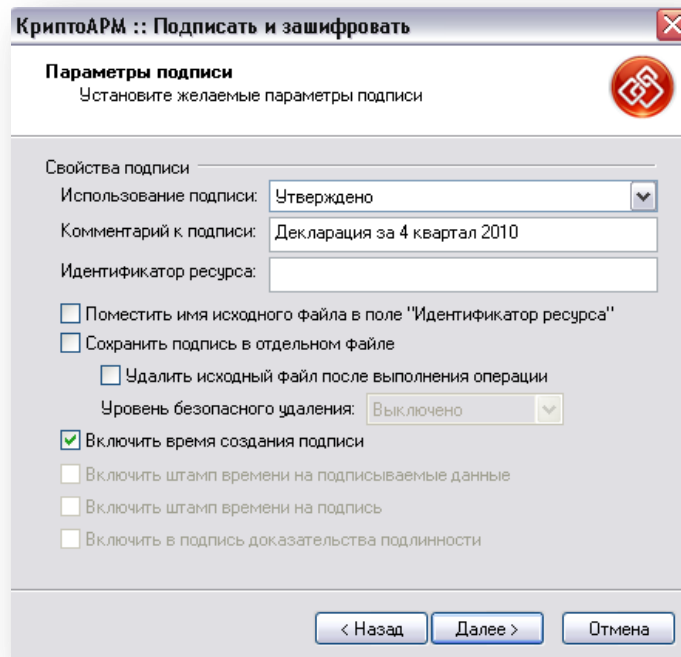 КриптоАРМ :: Подписать и зашифровать
Параметры подписи
Установите желаемые параметры подписи
Свойства подписи
Использование подписи: Утверждено
Комментарий к подписи: Декларация за 4 квартал 2010
Идентификатор ресурса:
Поместить имя исходного файла в поле "Идентификатор ресурса"
Сохранить подпись в отдельном файле
Удалить исходный файл после выполнения операции
Уровень безопасного удаления: Выключено
Включить время создания подписи
Включить штамп времени на подписываемые данные
Включить штамп времени на подпись
Включить в подпись доказательства подлинности
< Назад Далее > Отмена